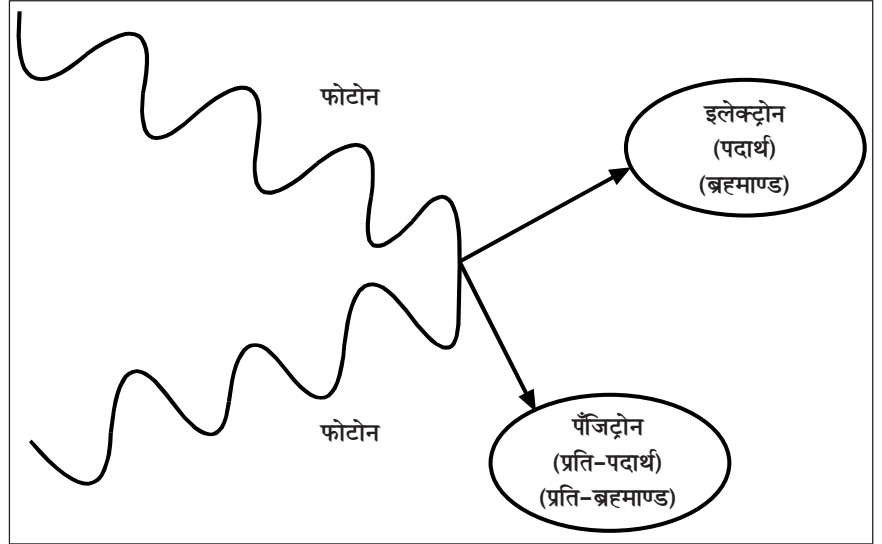 फोटोन
इलेक्ट्रोन
(पदार्थ)
(ब्रह्माण्ड)
फोटोन
पँजिट्रोन
(प्रति-पदार्थ)
(प्रति-ब्रह्माण्ड)